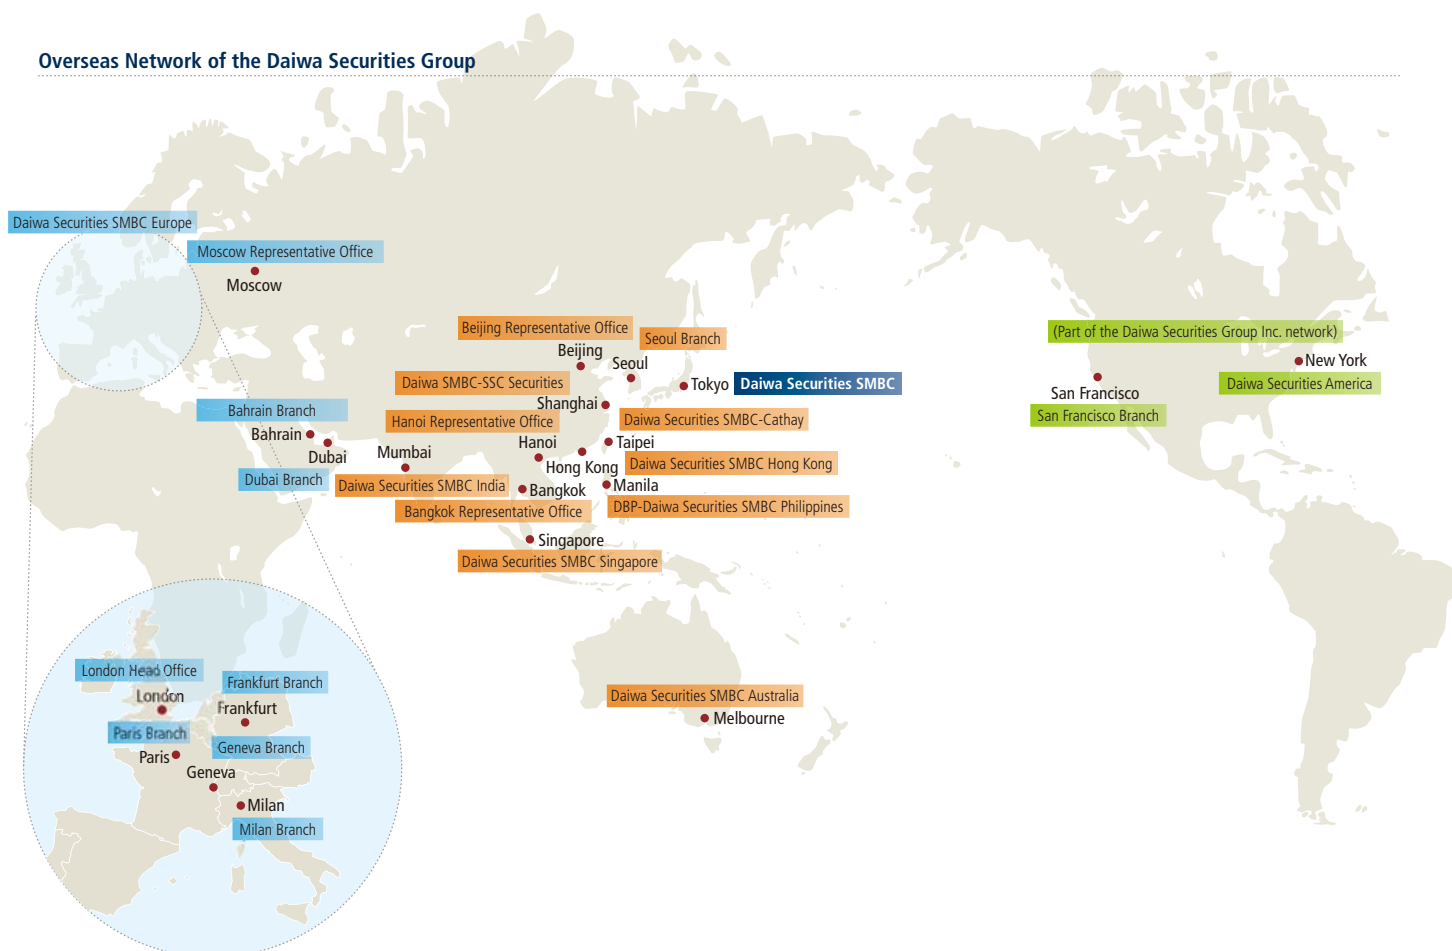 Overseas Network of the Daiwa Securities Group
Daiwa Securities SMBC Europe
Moscow Representative Office
Moscow
Beijing Representative Office
Beijing
Seoul Branch
Seoul
Tokyo
Daiwa Securities SMBC
Daiwa SMBC-SSC Securities
Shanghai
(Part of the Daiwa Securities Group Inc. network)
New York
Daiwa Securities America
San Francisco
San Francisco Branch
Bahrain Branch
Bahrain
Dubai
Dubai Branch
Mumbai
Daiwa Securities SMBC India
Hanoi Representative Office
Hanoi
Daiwa Securities SMBC-Cathay
Taipei
Hong Kong
Daiwa Securities SMBC Hong Kong
Bangkok
Bangkok Representative Office
Manila
DBP-Daiwa Securities SMBC Philippines
Singapore
Daiwa Securities SMBC Singapore
Daiwa Securities SMBC Australia
Melbourne
London Head Office
London
Frankfurt Branch
Frankfurt
Paris Branch
Paris
Geneva Branch
Geneva
Milan
Milan Branch